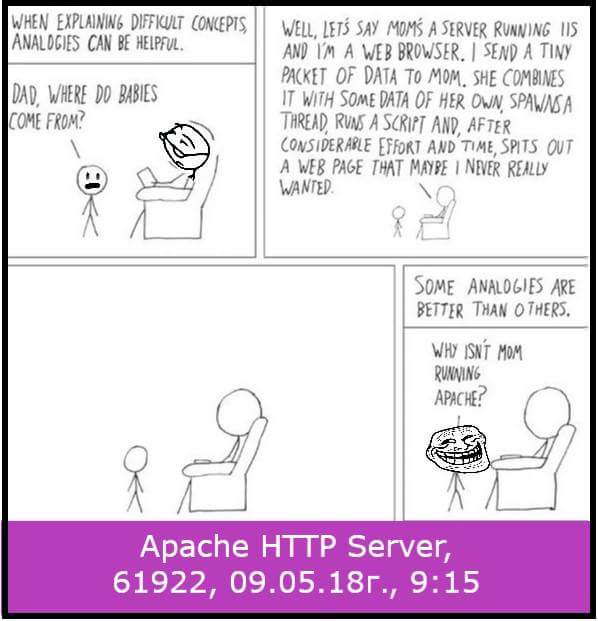 WHEN EXPLAINING DIFFICULT CONCEPTS,
ANALOGIES CAN BE HELPFUL.
DAD, WHERE DO BABIES
COME FROM?
WELL, LET'S SAY MOM'S A SERVER RUNNING IIS
AND I'M A WEB BROWSER. I SEND A TINY
PACKET OF DATA TO MOM. SHE COMBINES
IT WITH SOME DATA OF HER OWN, SPAWNS A
THREAD, RUNS A SCRIPT AND, AFTER
CONSIDERABLE EFFORT AND TIME, SPITS OUT
A WEB PAGE THAT MAYBE I NEVER REALLY
WANTED.
SOME ANALOGIES ARE
BETTER THAN OTHERS.
WHY ISN'T MOM
RUNNING
APACHE?
Apache HTTP Server,
61922, 09.05.18г., 9:15